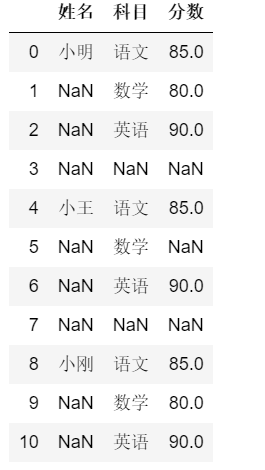 姓名 科目 分数
0 小明 语文 85.0
1 NaN 数学 80.0
2 NaN 英语 90.0
3 NaN NaN NaN
4 小王 语文 85.0
5 NaN 数学 NaN
6 NaN 英语 90.0
7 NaN NaN NaN
8 小刚 语文 85.0
9 NaN 数学 80.0
10 NaN 英语 90.0